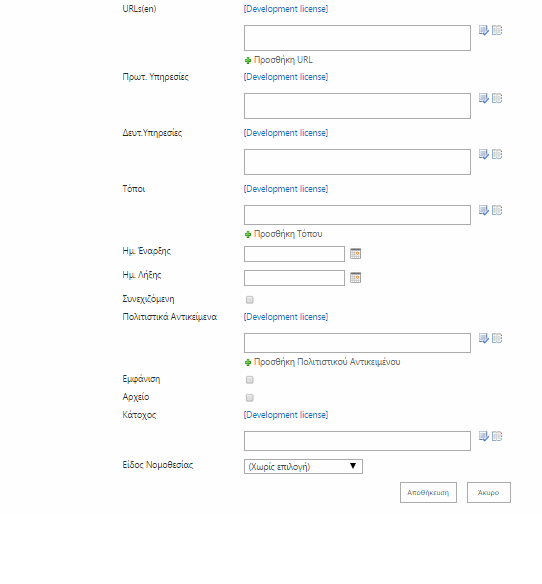 URLs(en) [Development license]
Προσθήκη URL
Πρωτ. Υπηρεσίες [Development license]
Δευτ.Υπηρεσίες [Development license]
Τόποι [Development license]
Προσθήκη Τόπου
Ημ. Έναρξης
Ημ. Λήξης
Συνεχιζόμενη
Πολιτιστικά Αντικείμενα [Development license]
Προσθήκη Πολιτιστικού Αντικειμένου
Εμφάνιση
Αρχείο
Κάτοχος [Development license]
Είδος Νομοθεσίας (Χωρίς επιλογή)
Αποθήκευση Άκυρο